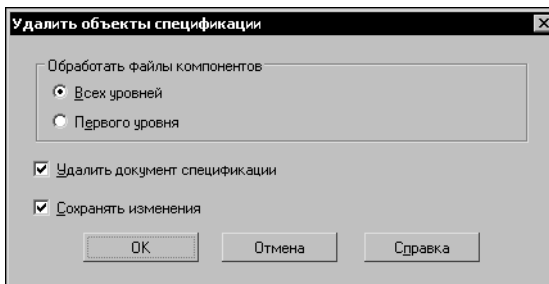 Удалить объекты спецификации
Обработать файлы компонентов
Всех уровней
Первого уровня
Удалить документ спецификации
Сохранять изменения
OK Отмена Справка